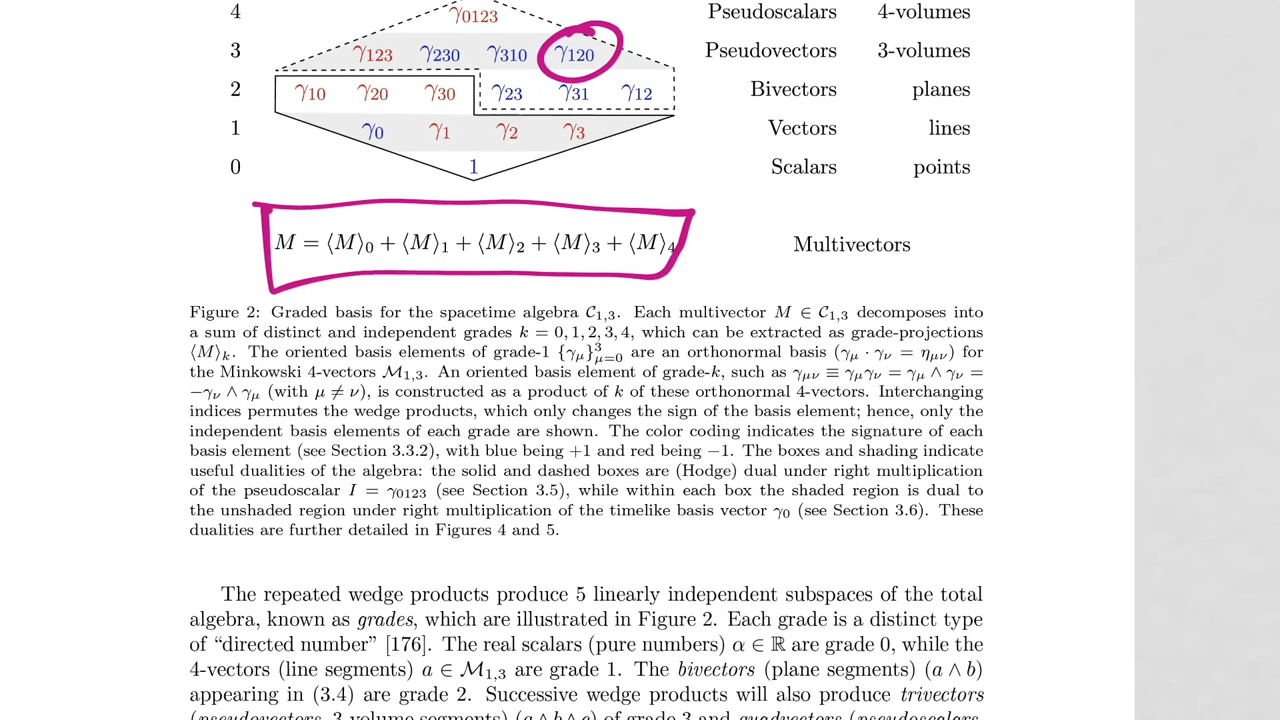 4 γ0123 Pseudoscalars 4-volumes
3 γ123 γ230 γ310 γ120 Pseudovectors 3-volumes
2 γ10 γ20 γ30 γ23 γ31 γ12 Bivectors planes
1 γ0 γ1 γ2 γ3 Vectors lines
0 1 Scalars points
M = ⟨M⟩0 + ⟨M⟩1 + ⟨M⟩2 + ⟨M⟩3 + ⟨M⟩4 Multivectors
Figure 2: Graded basis for the spacetime algebra C1,3. Each multivector M ∈ C1,3 decomposes into
a sum of distinct and independent grades k = 0, 1, 2, 3, 4, which can be extracted as grade-projections
⟨M⟩k. The oriented basis elements of grade-1 {γμ}³μ=0 are an orthonormal basis (γμ · γν = ημν) for
the Minkowski 4-vectors M1,3. An oriented basis element of grade-k, such as γμν ≡ γμγν = γμ ∧ γν =
−γν ∧ γμ (with μ ≠ ν), is constructed as a product of k of these orthonormal 4-vectors. Interchanging
indices permutes the wedge products, which only changes the sign of the basis element; hence, only the
independent basis elements of each grade are shown. The color coding indicates the signature of each
basis element (see Section 3.3.2), with blue being +1 and red being −1. The boxes and shading indicate
useful dualities of the algebra: the solid and dashed boxes are (Hodge) dual under right multiplication
of the pseudoscalar I = γ0123 (see Section 3.5), while within each box the shaded region is dual to
the unshaded region under right multiplication of the timelike basis vector γ0 (see Section 3.6). These
dualities are further detailed in Figures 4 and 5.
The repeated wedge products produce 5 linearly independent subspaces of the total
algebra, known as grades, which are illustrated in Figure 2. Each grade is a distinct type
of “directed number” [176]. The real scalars (pure numbers) α ∈ ℝ are grade 0, while the
4-vectors (line segments) a ∈ M1,3 are grade 1. The bivectors (plane segments) (a ∧ b)
appearing in (3.4) are grade 2. Successive wedge products will also produce trivectors
(pseudovectors, 3-volume segments) (a ∧ b ∧ c) of grade 3 and quadvectors (pseudoscalars,